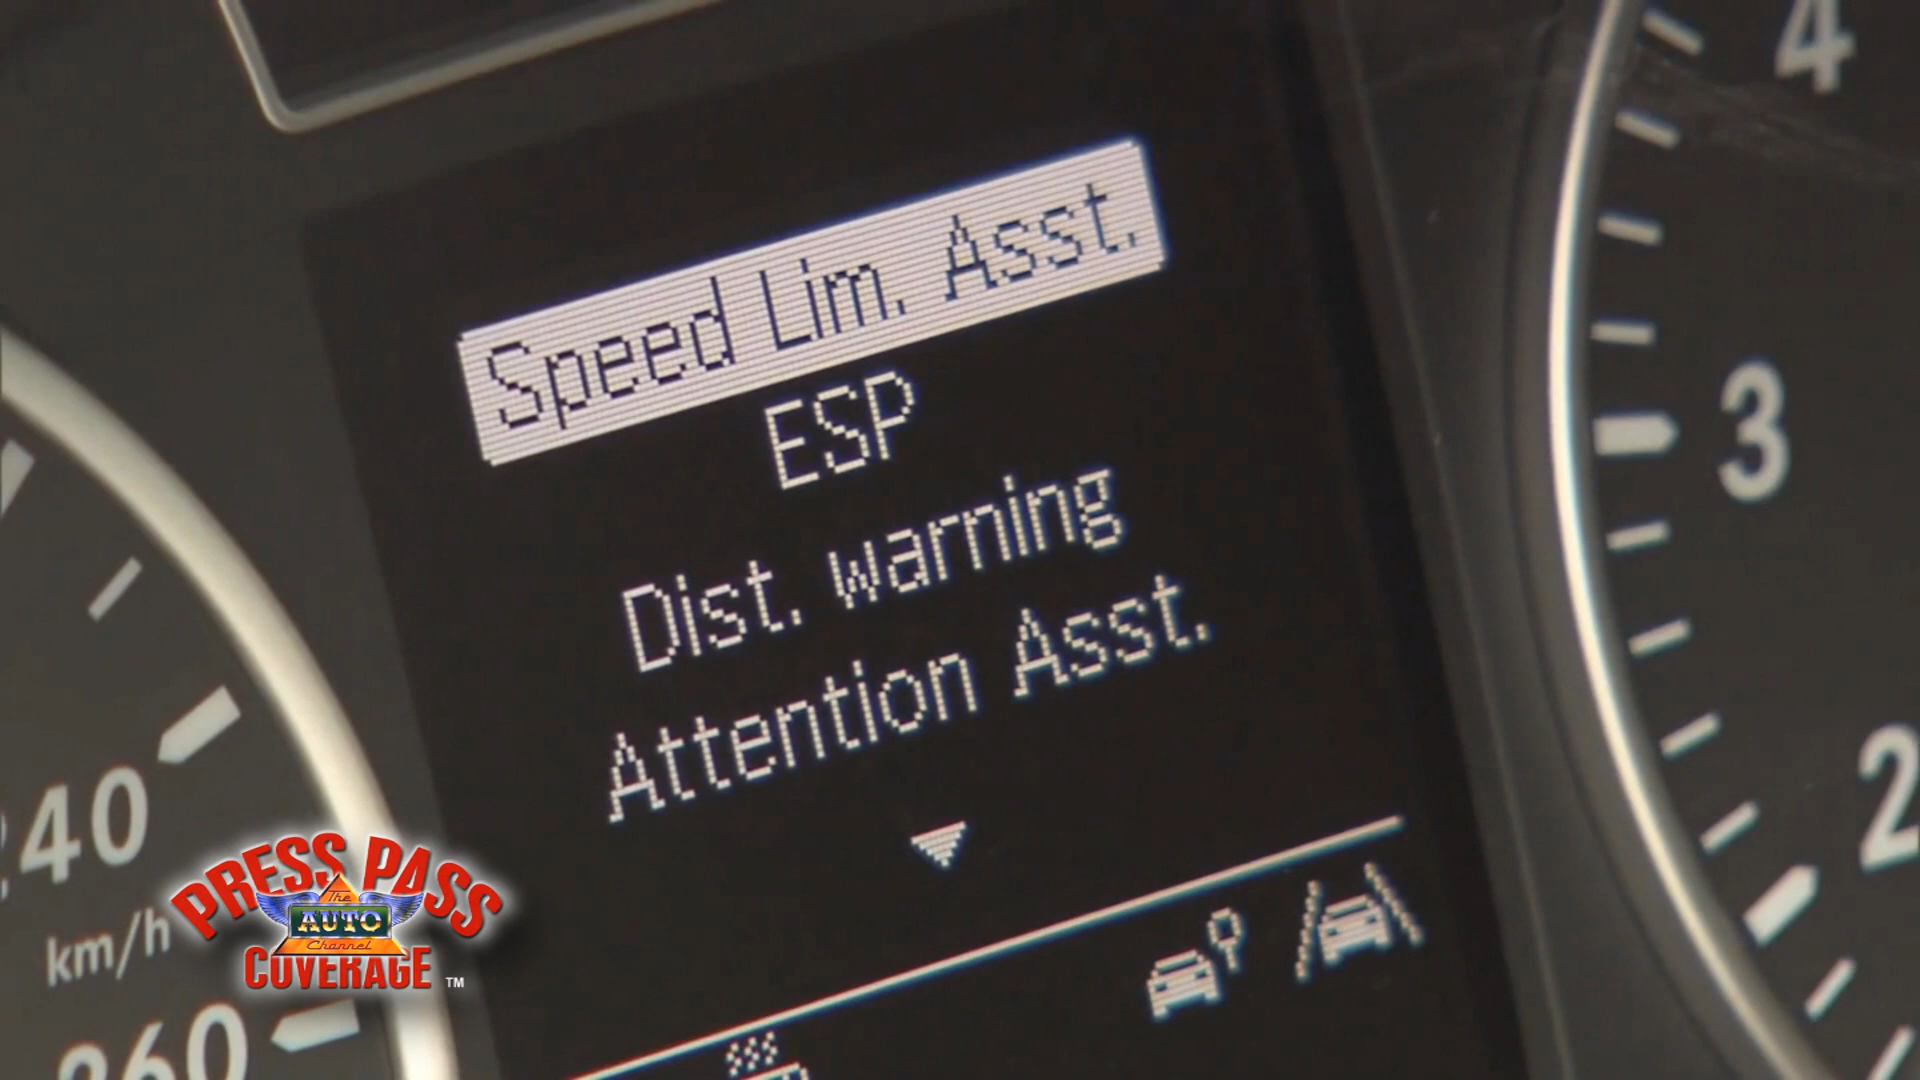 Speed Lim. Asst.
ESP
Dist. warning
Attention Asst.
4
3
2
240
km/h
260
PRESS PASS
The
AUTO
Channel
COVERAGE ™